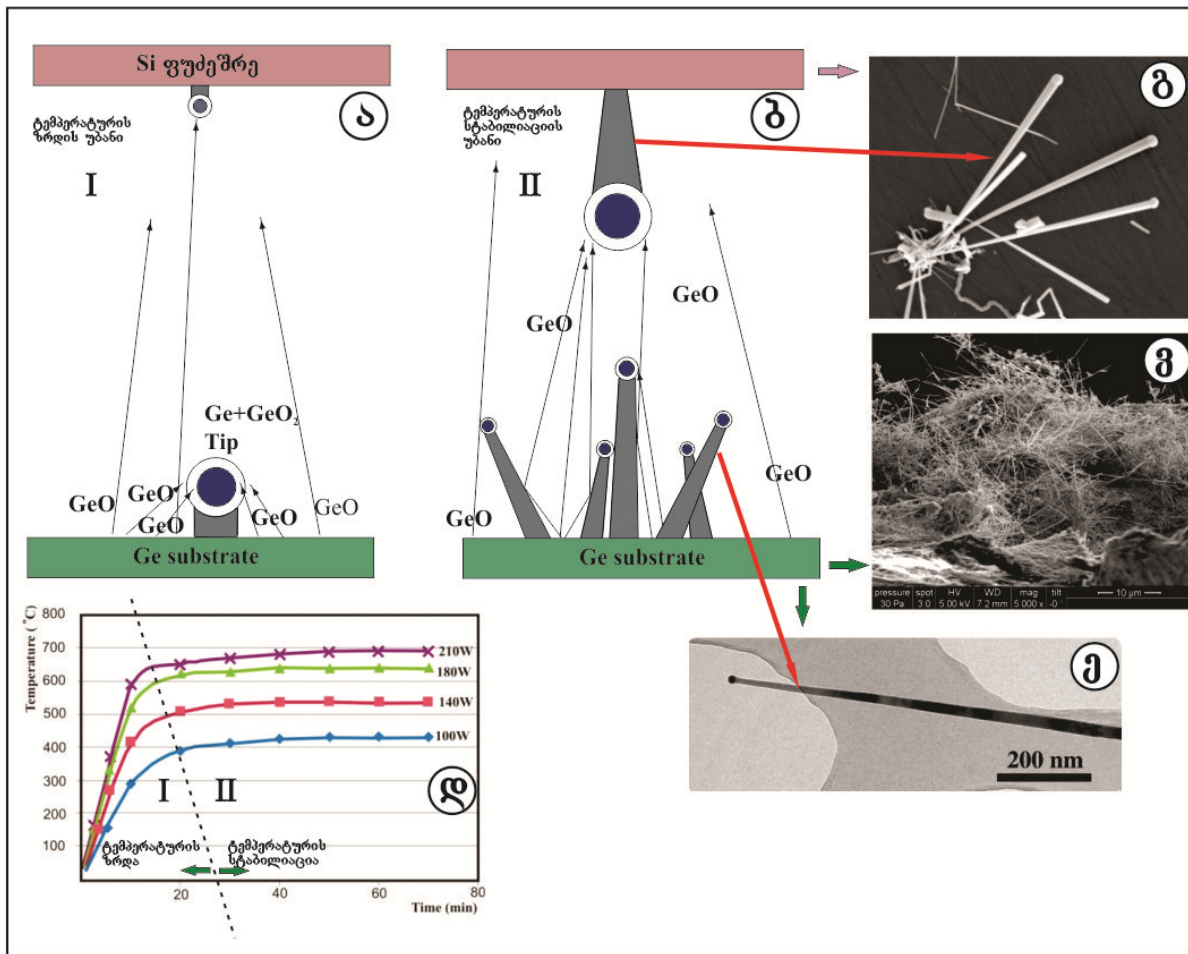 Si ფუძეშრე
ა
ტემპერატურის
ზრდის უბანი
I
Ge+GeO₂
Tip
GeO
GeO
GeO
GeO
GeO
Ge substrate
ბ
ტემპერატურის
სტაბილიაციის
უბანი
II
GeO
GeO
GeO
GeO
Ge substrate
გ
ვ
pressure spot HV WD mag tilt
30 Pa 3.0 5.00 kV 7.2 mm 5 000 x -0 °
10 µm
800
700
600
500
400
300
200
100
Temperature (°C)
210W
180W
140W
100W
I II
დ
ტემპერატურის
ზრდა
ტემპერატურის
სტაბილიაცია
20 40 60 80
Time (min)
ე
200 nm